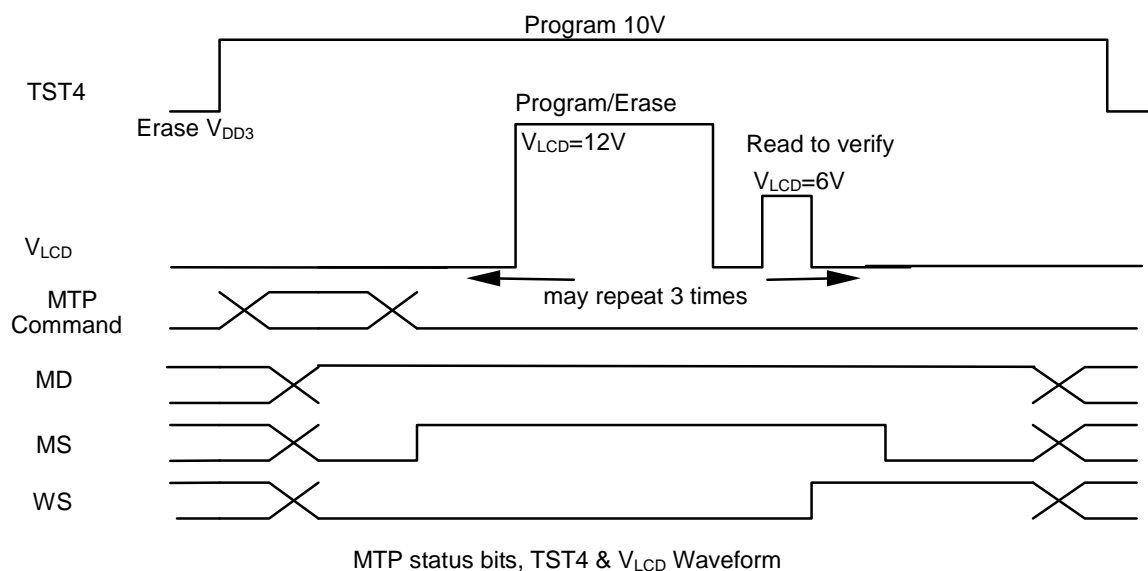 Program 10V
TST4
Erase VDD3
Program/Erase
VLCD=12V
Read to verify
VLCD=6V
VLCD
may repeat 3 times
MTP
Command
MD
MS
WS
MTP status bits, TST4 & VLCD Waveform